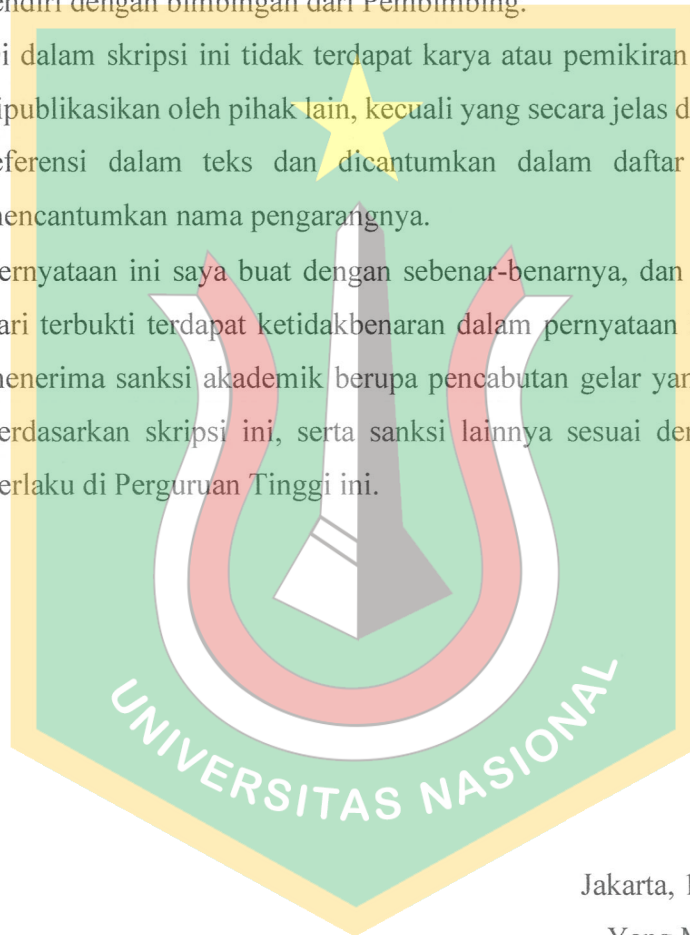 endiri dengan bimbingan dari Pembimbing.
i dalam skripsi ini tidak terdapat karya atau pemikiran
ipublikasikan oleh pihak lain, kecuali yang secara jelas d
eferensi dalam teks dan dicantumkan dalam daftar
nencantumkan nama pengarangnya.
ernyataan ini saya buat dengan sebenar-benarnya, dan
ari terbukti terdapat ketidakbenaran dalam pernyataan
nenerima sanksi akademik berupa pencabutan gelar yan
erdasarkan skripsi ini, serta sanksi lainnya sesuai den
erlaku di Perguruan Tinggi ini.
UNIVERSITAS NASIONAL
Jakarta, 1
Yang M